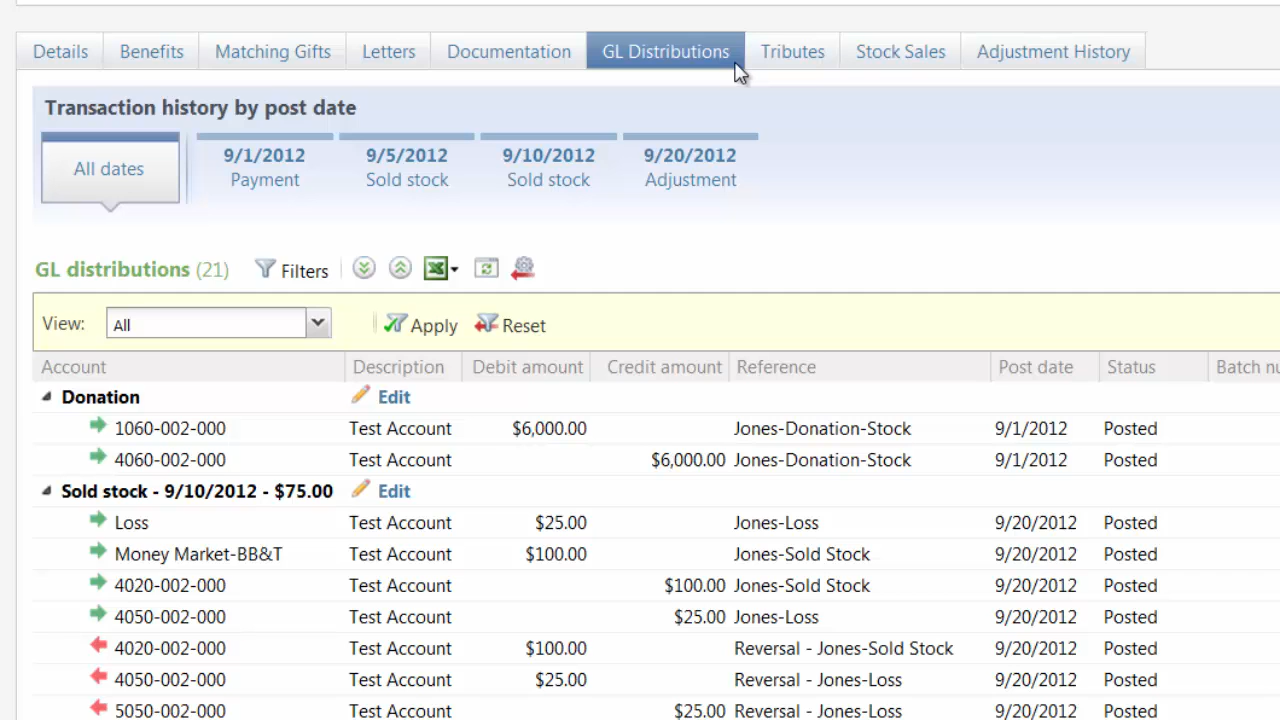 Details Benefits Matching Gifts Letters Documentation GL Distributions Tributes Stock Sales Adjustment History
Transaction history by post date
All dates 9/1/2012 Payment 9/5/2012 Sold stock 9/10/2012 Sold stock 9/20/2012 Adjustment
GL distributions (21) Filters
View: All Apply Reset
Account Description Debit amount Credit amount Reference Post date Status Batch nu
Donation Edit
1060-002-000 Test Account $6,000.00 Jones-Donation-Stock 9/1/2012 Posted
4060-002-000 Test Account $6,000.00 Jones-Donation-Stock 9/1/2012 Posted
Sold stock - 9/10/2012 - $75.00 Edit
Loss Test Account $25.00 Jones-Loss 9/20/2012 Posted
Money Market-BB&T Test Account $100.00 Jones-Sold Stock 9/20/2012 Posted
4020-002-000 Test Account $100.00 Jones-Sold Stock 9/20/2012 Posted
4050-002-000 Test Account $25.00 Jones-Loss 9/20/2012 Posted
4020-002-000 Test Account $100.00 Reversal - Jones-Sold Stock 9/20/2012 Posted
4050-002-000 Test Account $25.00 Reversal - Jones-Loss 9/20/2012 Posted
5050-002-000 Test Account $25.00 Reversal - Jones-Loss 9/20/2012 Posted